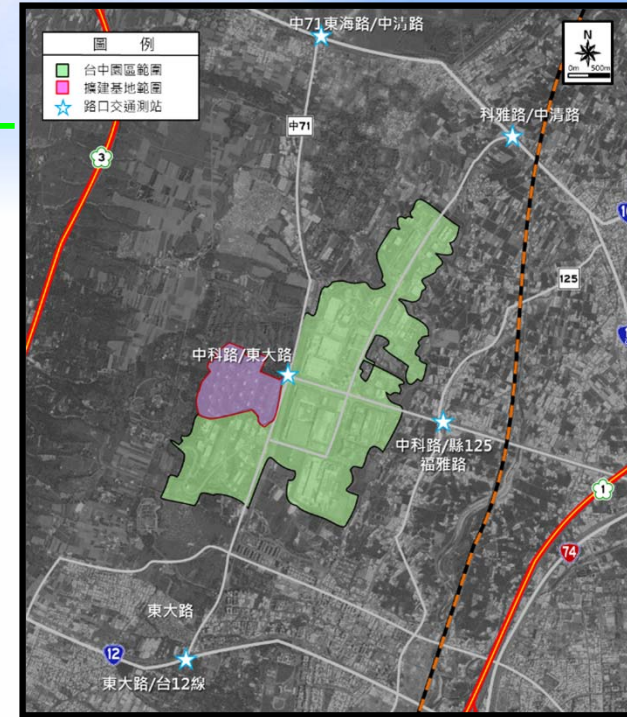 圖 例
台中園區範圍
擴建基地範圍
路口交通測站
中71東海路/中清路
N
0m 500m
科雅路/中清路
中71
3
125
中科路/東大路
中科路/縣125
福雅路
1
74
東大路
12
東大路/台12線